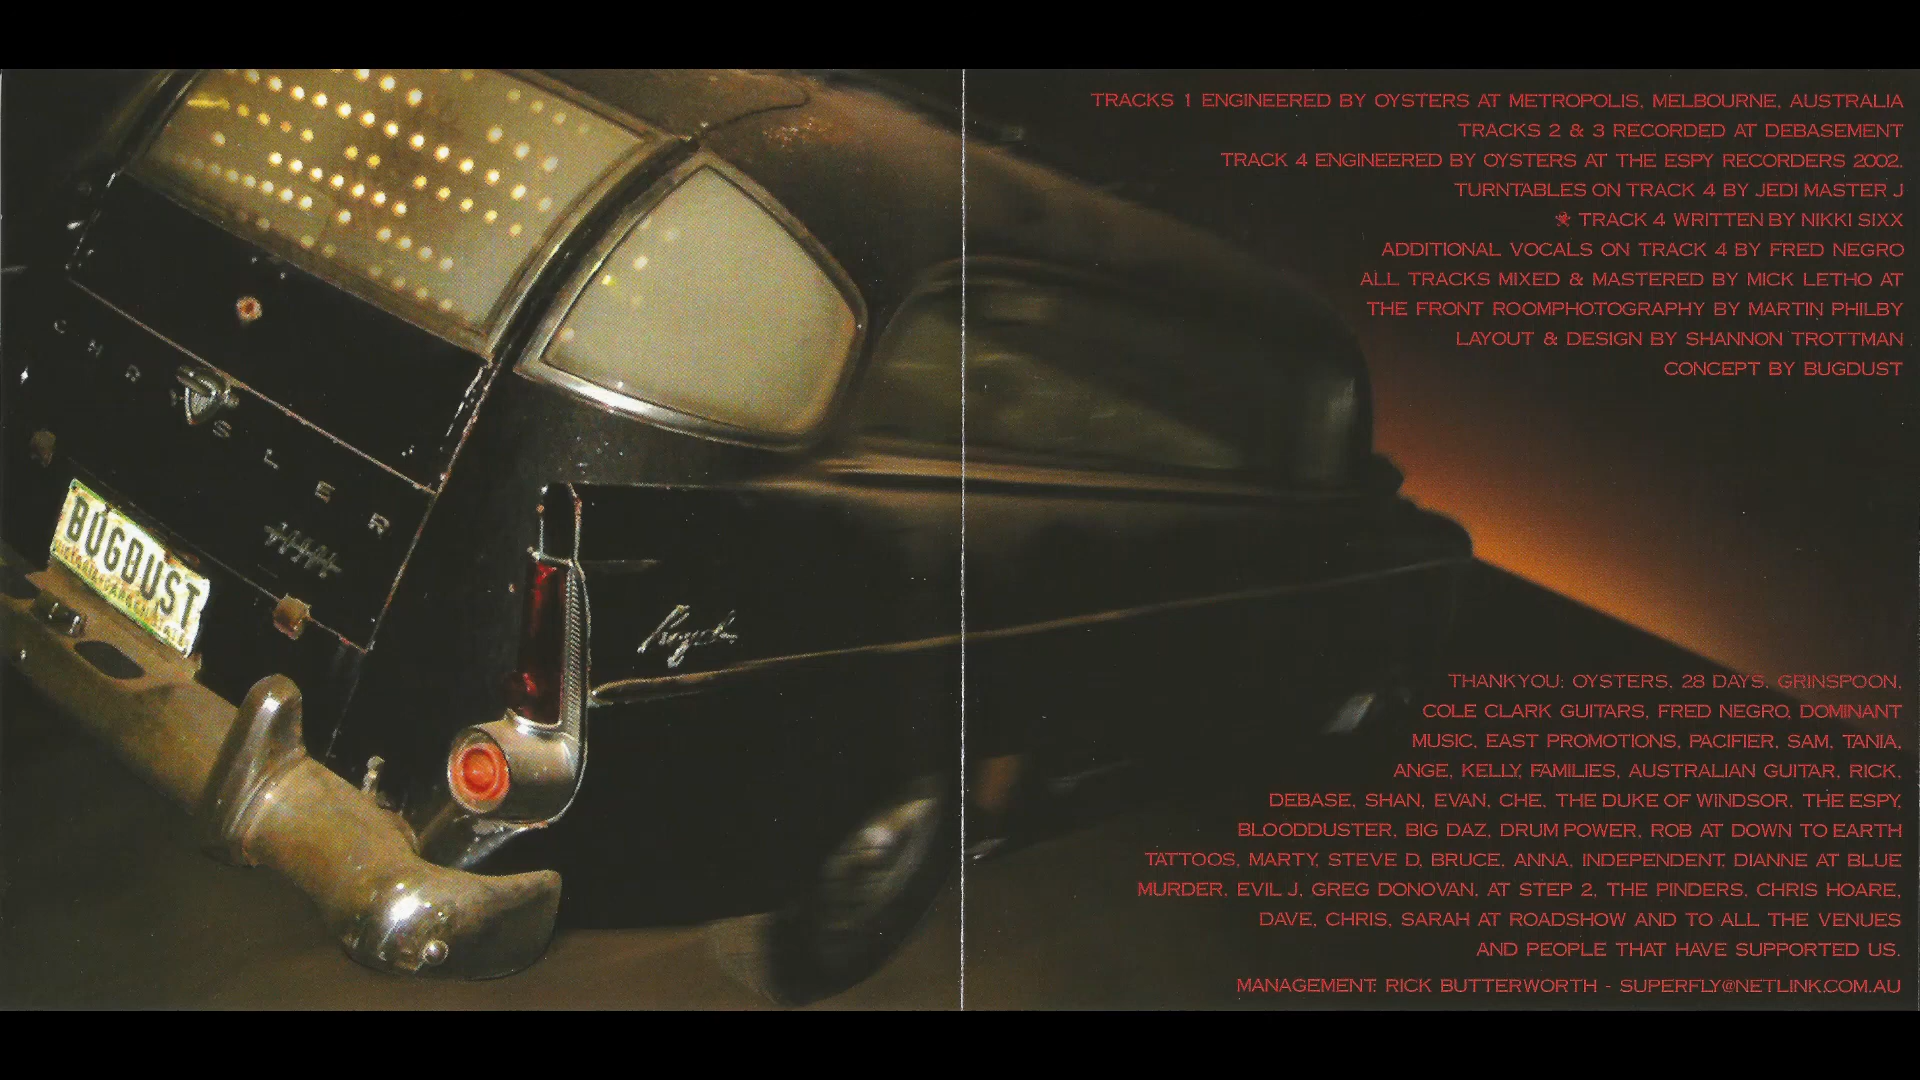 CHRYSLER
BUGDUST
Royal
TRACKS 1 ENGINEERED BY OYSTERS AT METROPOLIS, MELBOURNE, AUSTRALIA
TRACKS 2 & 3 RECORDED AT DEBASEMENT
TRACK 4 ENGINEERED BY OYSTERS AT THE ESPY RECORDERS 2002.
TURNTABLES ON TRACK 4 BY JEDI MASTER J
TRACK 4 WRITTEN BY NIKKI SIXX
ADDITIONAL VOCALS ON TRACK 4 BY FRED NEGRO
ALL TRACKS MIXED & MASTERED BY MICK LETHO AT
THE FRONT ROOMPHOTOGRAPHY BY MARTIN PHILBY
LAYOUT & DESIGN BY SHANNON TROTTMAN
CONCEPT BY BUGDUST
THANKYOU: OYSTERS, 28 DAYS, GRINSPOON,
COLE CLARK GUITARS, FRED NEGRO, DOMINANT
MUSIC, EAST PROMOTIONS, PACIFIER, SAM, TANIA,
ANGE, KELLY, FAMILIES, AUSTRALIAN GUITAR, RICK,
DEBASE, SHAN, EVAN, CHE, THE DUKE OF WINDSOR, THE ESPY,
BLOODDUSTER, BIG DAZ, DRUM POWER, ROB AT DOWN TO EARTH
TATTOOS, MARTY, STEVE D, BRUCE, ANNA, INDEPENDENT, DIANNE AT BLUE
MURDER, EVIL J, GREG DONOVAN, AT STEP 2, THE PINDERS, CHRIS HOARE,
DAVE, CHRIS, SARAH AT ROADSHOW AND TO ALL THE VENUES
AND PEOPLE THAT HAVE SUPPORTED US.
MANAGEMENT: RICK BUTTERWORTH - SUPERFLY@NETLINK.COM.AU